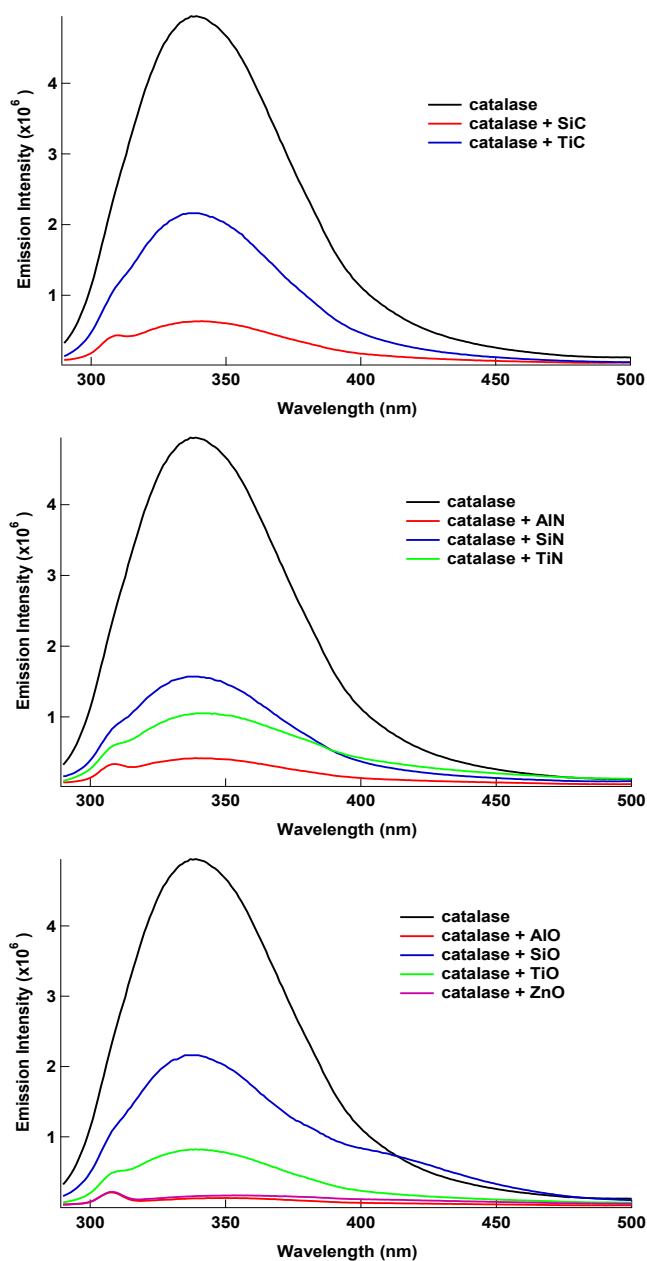 Emission Intensity (x10⁶ )
4
3
2
1
catalase
catalase + SiC
catalase + TiC
300
350
400
450
500
Wavelength (nm)
Emission Intensity (x10⁶ )
4
3
2
1
catalase
catalase + AlN
catalase + SiN
catalase + TiN
300
350
400
450
500
Wavelength (nm)
Emission Intensity (x10⁶ )
4
3
2
1
catalase
catalase + AlO
catalase + SiO
catalase + TiO
catalase + ZnO
300
350
400
450
500
Wavelength (nm)